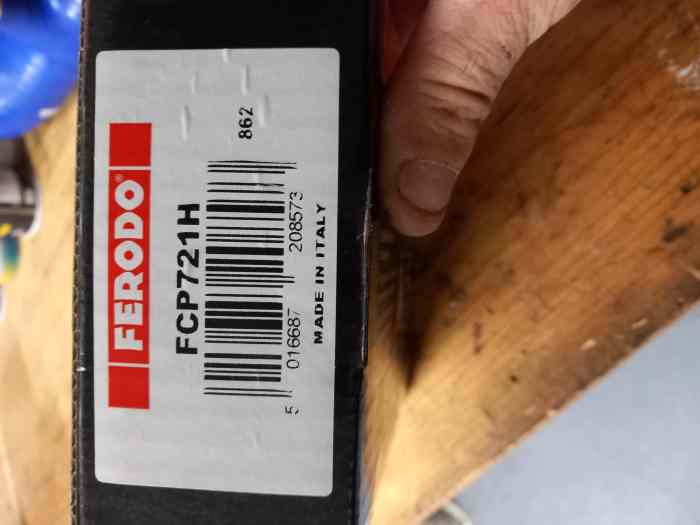 FERODO®
FCP721H
862
5 016687 208573
MADE IN ITALY